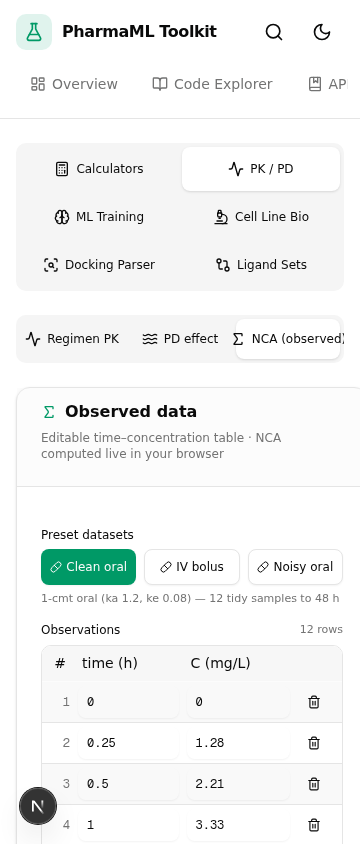 PharmaML Toolkit
Overview
Code Explorer
AP
Calculators
PK / PD
ML Training
Cell Line Bio
Docking Parser
Ligand Sets
Regimen PK
PD effect
NCA (observed)
Observed data
Editable time–concentration table · NCA
computed live in your browser
Preset datasets
Clean oral
IV bolus
Noisy oral
1-cmt oral (ka 1.2, ke 0.08) — 12 tidy samples to 48 h
Observations
12 rows
# time (h) C (mg/L)
1 0 0
2 0.25 1.28
3 0.5 2.21
4 1 3.33
N